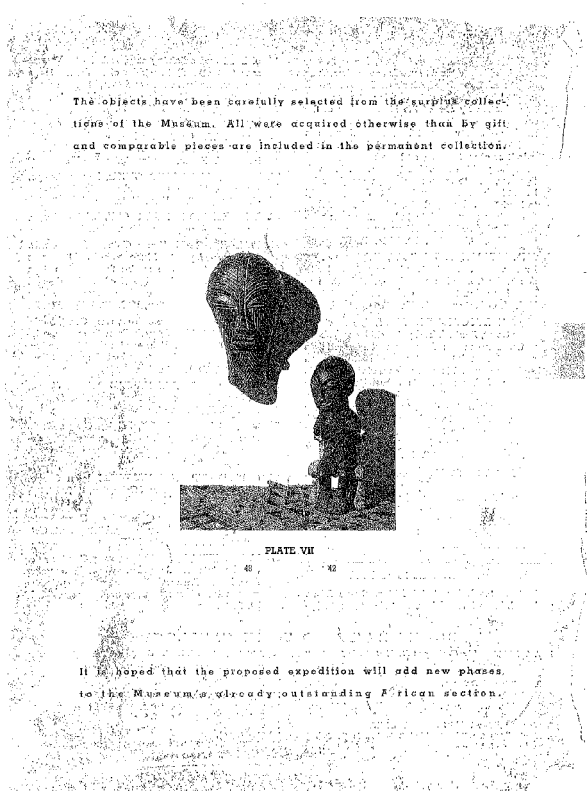 The objects have been carefully selected from the surplus collec-
tions of the Museum. All were acquired otherwise than by gift
and comparable pieces are included in the permanent collection.
PLATE VII
48 42
It is hoped that the proposed expedition will add new phases
to the Museum's already outstanding A rican section.